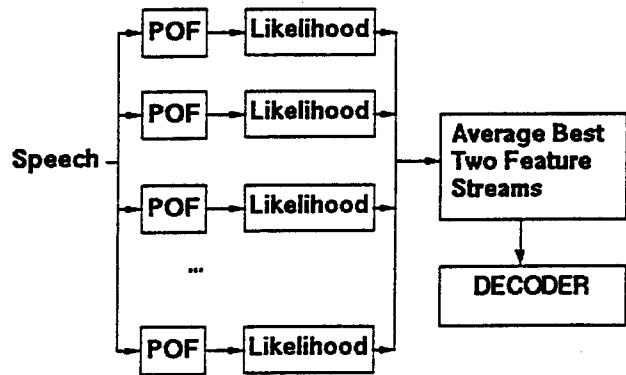 POF Likelihood
POF Likelihood
Speech
Average Best
Two Feature
Streams
POF Likelihood
...
DECODER
POF Likelihood